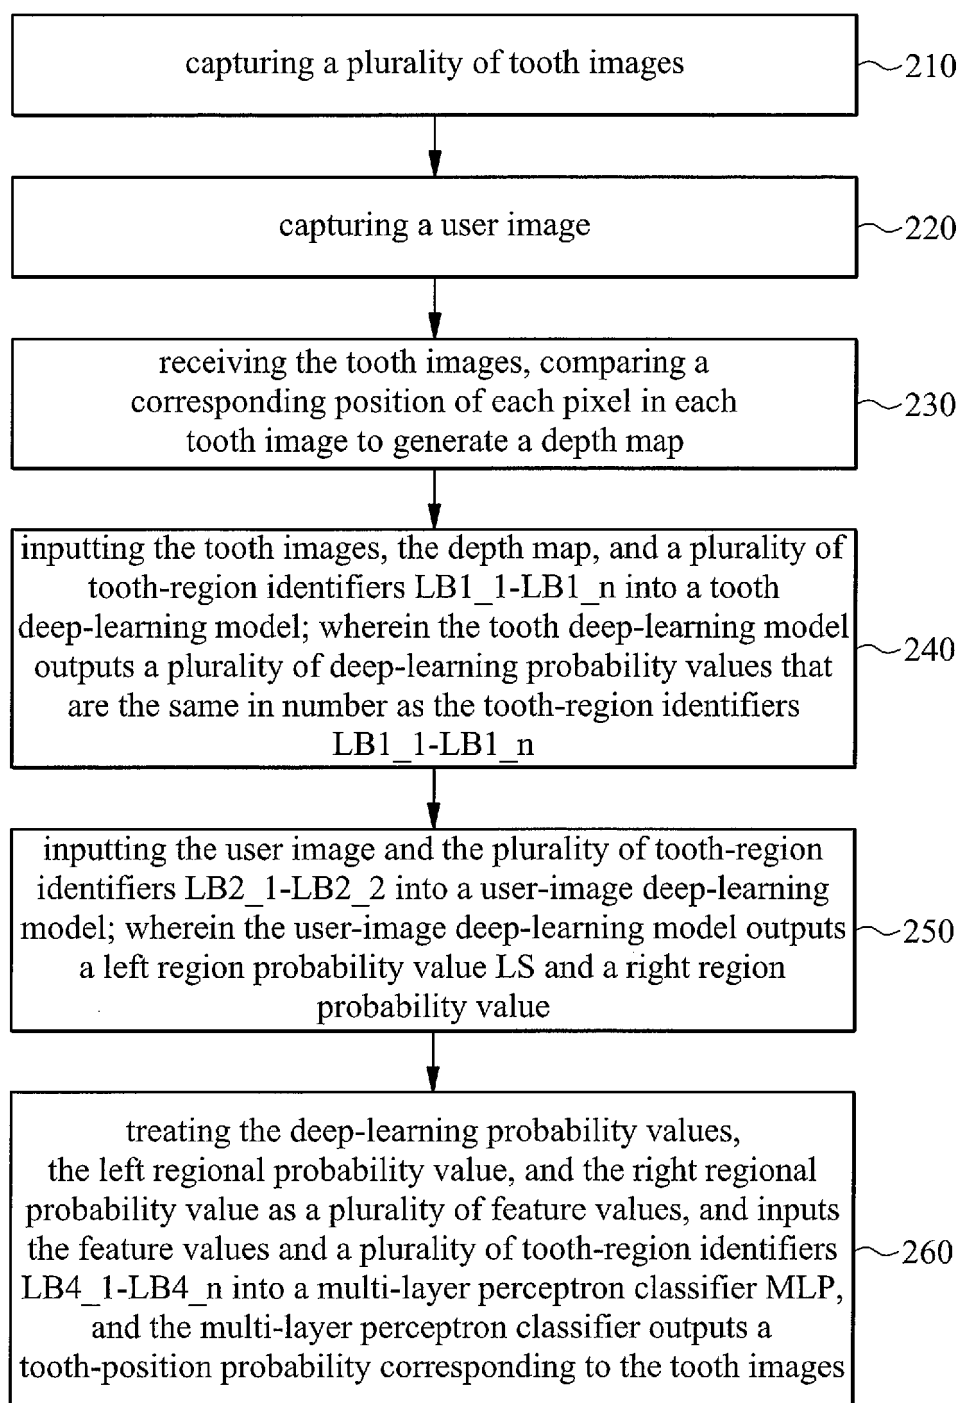 capturing a plurality of tooth images
210
capturing a user image
220
receiving the tooth images, comparing a
corresponding position of each pixel in each
tooth image to generate a depth map
230
inputting the tooth images, the depth map, and a plurality of
tooth-region identifiers LB1_1-LB1_n into a tooth
deep-learning model; wherein the tooth deep-learning model
outputs a plurality of deep-learning probability values that
are the same in number as the tooth-region identifiers
LB1_1-LB1_n
240
inputting the user image and the plurality of tooth-region
identifiers LB2_1-LB2_2 into a user-image deep-learning
model; wherein the user-image deep-learning model outputs
a left region probability value LS and a right region
probability value
250
treating the deep-learning probability values,
the left regional probability value, and the right regional
probability value as a plurality of feature values, and inputs
the feature values and a plurality of tooth-region identifiers
LB4_1-LB4_n into a multi-layer perceptron classifier MLP,
and the multi-layer perceptron classifier outputs a
tooth-position probability corresponding to the tooth images
260